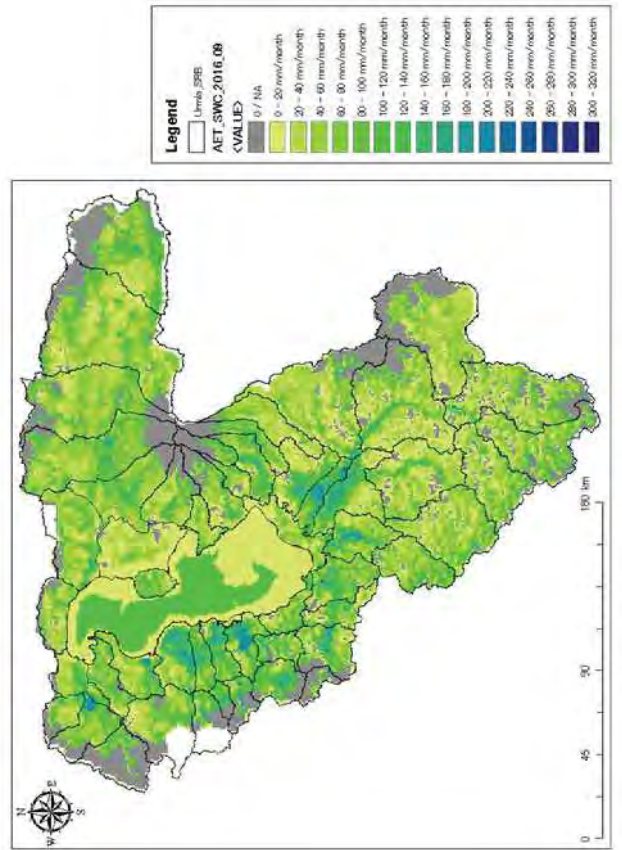 Legend
Urmia_SRB
AET_SWC_2016_09
<VALUE>
0 / NA
0 - 20 mm/month
20 - 40 mm/month
40 - 60 mm/month
60 - 80 mm/month
80 - 100 mm/month
100 - 120 mm/month
120 - 140 mm/month
140 - 160 mm/month
160 - 180 mm/month
180 - 200 mm/month
200 - 220 mm/month
220 - 240 mm/month
240 - 260 mm/month
260 - 280 mm/month
280 - 300 mm/month
300 - 320 mm/month
N
W E
S
0 45 90 180 km